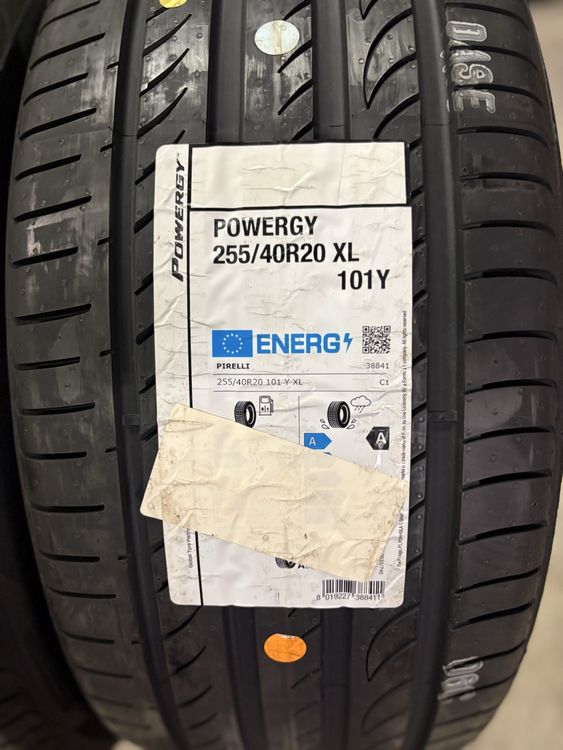 POWERGY
POWERGY
255/40R20 XL
101Y
ENERG
PIRELLI
38841
255/40R20 101 Y XL
C1
A
A
8 019227 388411